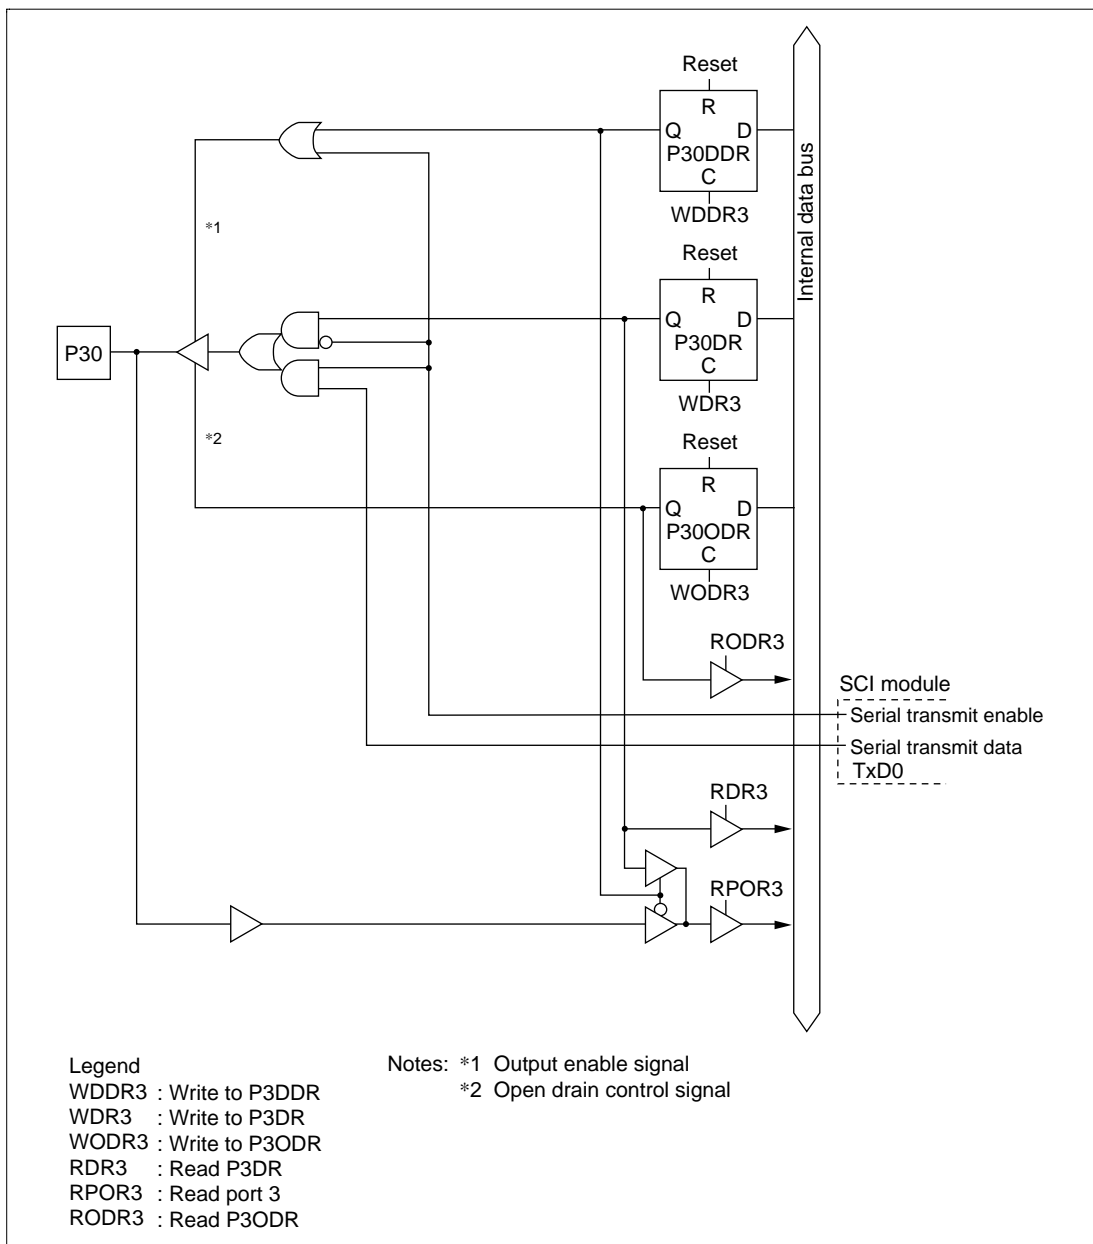 Reset
R
Q D
P30DDR
C
WDDR3
Internal data bus
*1
Reset
R
Q D
P30DR
C
WDR3
P30
*2
Reset
R
Q D
P30ODR
C
WODR3
RODR3
SCI module
Serial transmit enable
Serial transmit data
TxD0
RDR3
RPOR3
Legend
WDDR3 : Write to P3DDR
WDR3 : Write to P3DR
WODR3 : Write to P3ODR
RDR3 : Read P3DR
RPOR3 : Read port 3
RODR3 : Read P3ODR
Notes: *1 Output enable signal
*2 Open drain control signal